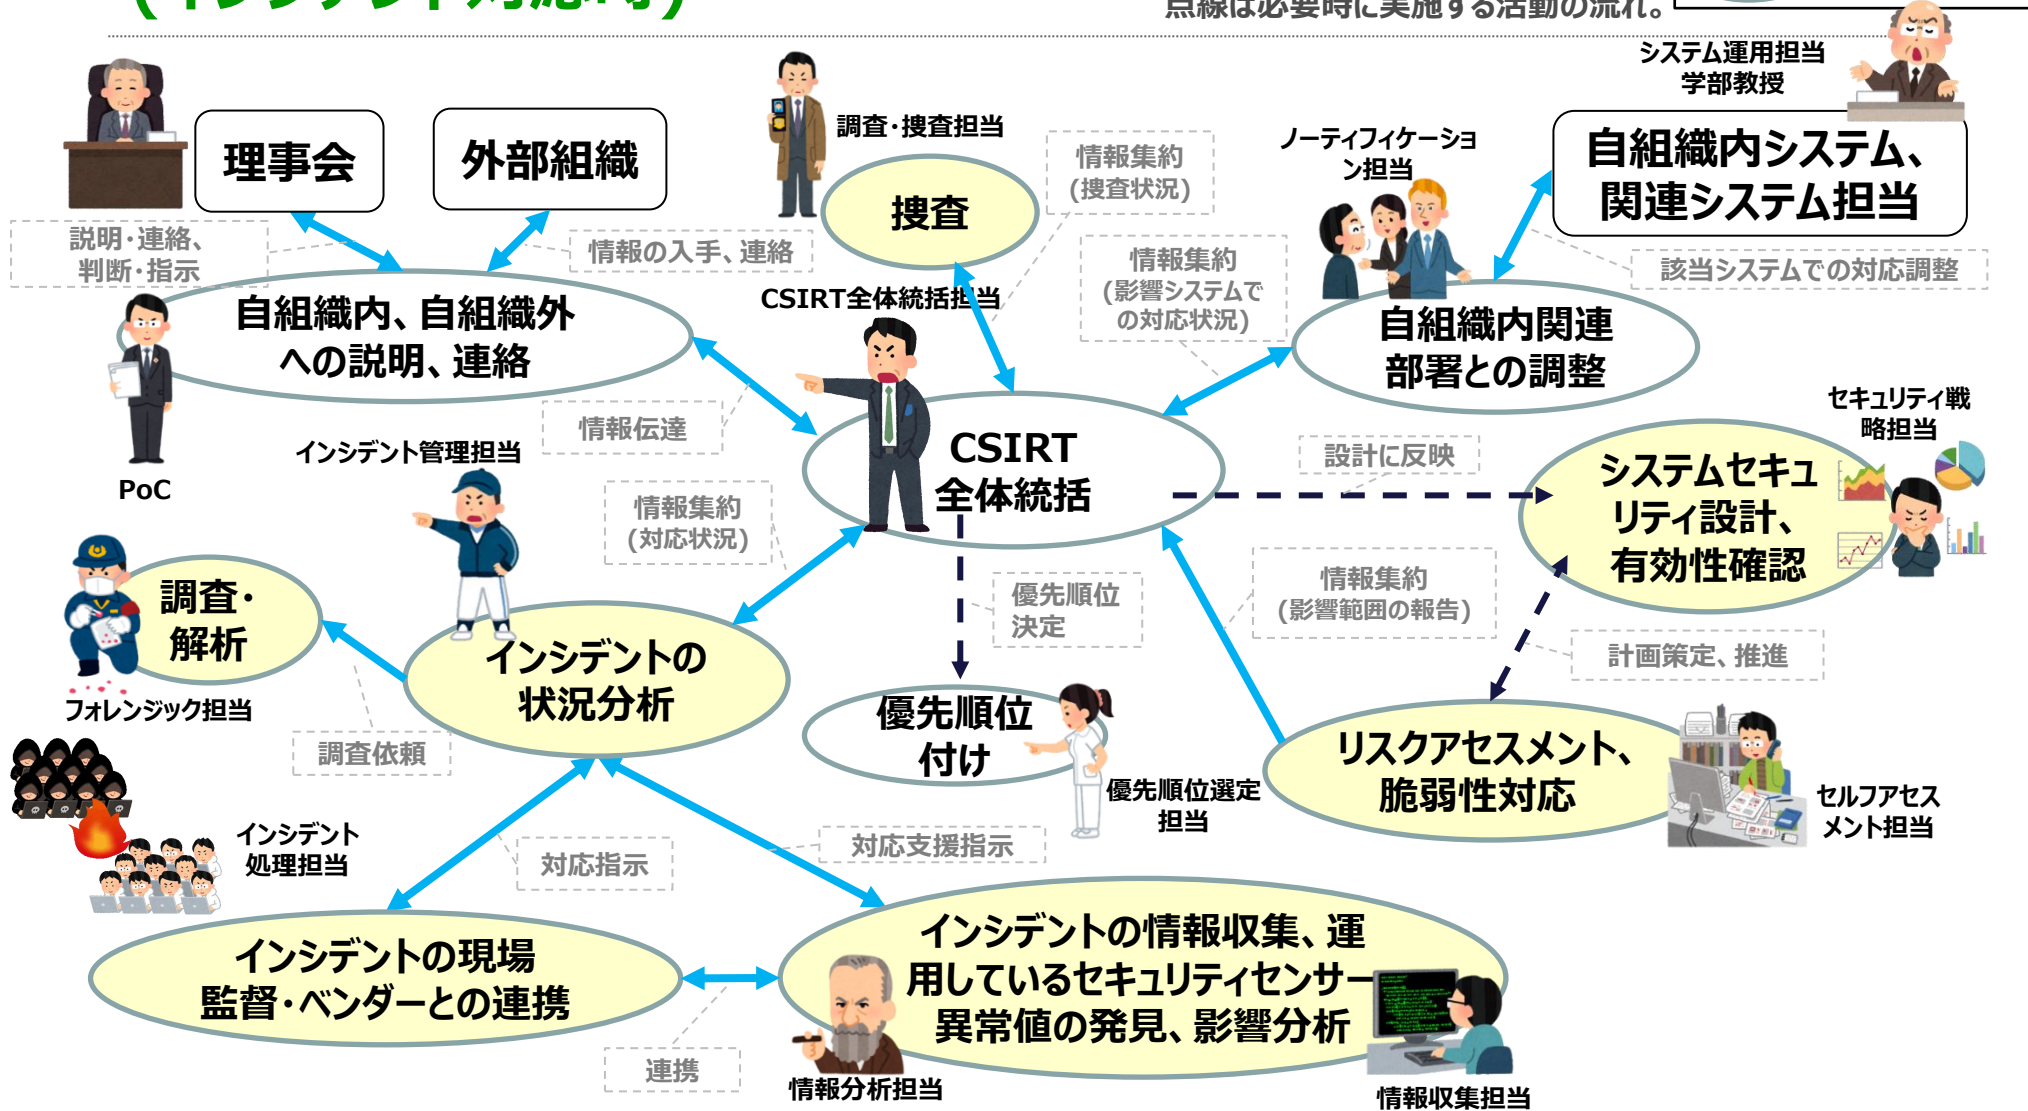 (インシデント対応時)
点線は必要時に実施する活動の流れ。
システム運用担当
学部教授
理事会
外部組織
調査・捜査担当
捜査
情報集約
(捜査状況)
ノーティフィケーショ
ン担当
自組織内システム、
関連システム担当
説明・連絡、
判断・指示
情報の入手、連絡
CSIRT全体統括担当
情報集約
(影響システムで
の対応状況)
該当システムでの対応調整
自組織内、自組織外
への説明、連絡
自組織内関連
部署との調整
PoC
情報伝達
インシデント管理担当
CSIRT
全体統括
設計に反映
セキュリティ戦
略担当
システムセキュ
リティ設計、
有効性確認
情報集約
(対応状況)
調査・
解析
フォレンジック担当
優先順位
決定
情報集約
(影響範囲の報告)
計画策定、推進
インシデントの
状況分析
調査依頼
優先順位
付け
優先順位選定
担当
リスクアセスメント、
脆弱性対応
セルフアセス
メント担当
インシデント
処理担当
対応指示
対応支援指示
インシデントの現場
監督・ベンダーとの連携
連携
インシデントの情報収集、運
用しているセキュリティセンサー
異常値の発見、影響分析
情報分析担当
情報収集担当